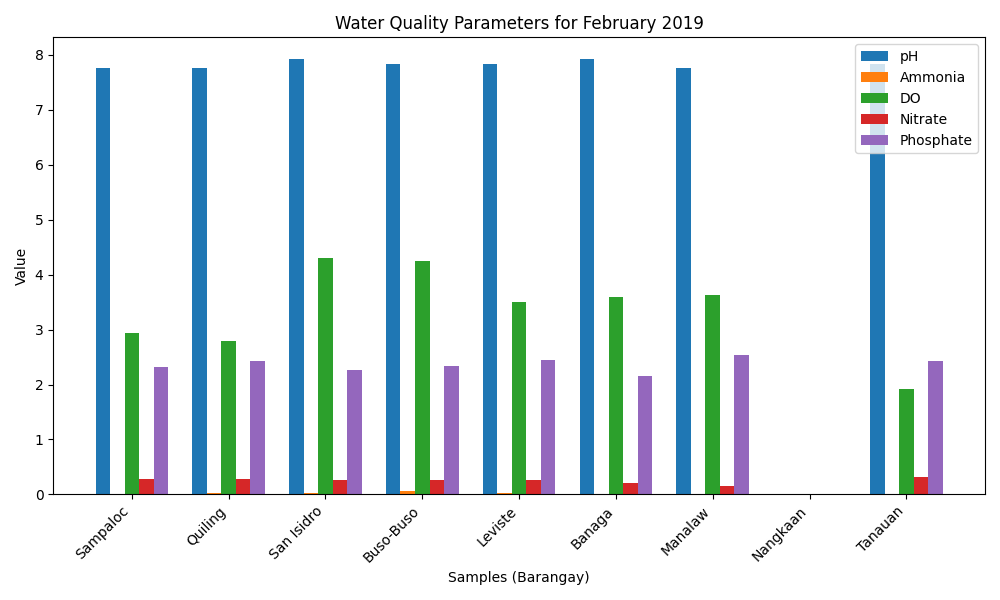 Water Quality Parameters for February 2019
8
7
6
5
4
3
2
1
0
Value
pH
Ammonia
DO
Nitrate
Phosphate
Sampaloc
Quiling
San Isidro
Buso-Buso
Leviste
Banaga
Manalaw
Nangkaan
Tanauan
Samples (Barangay)